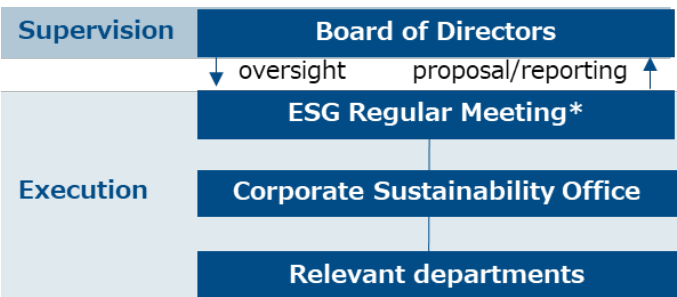 Supervision
Board of Directors
oversight
proposal/reporting
ESG Regular Meeting*
Execution
Corporate Sustainability Office
Relevant departments